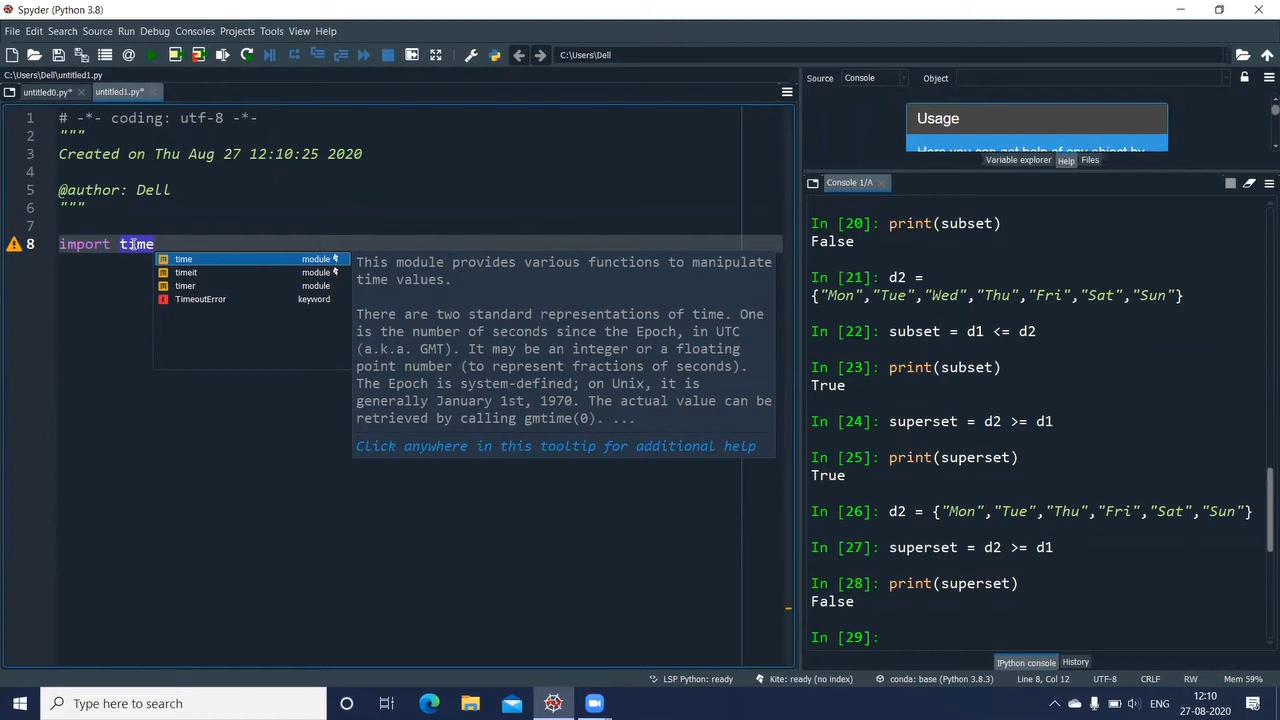 Spyder (Python 3.8)
File Edit Search Source Run Debug Consoles Projects Tools View Help
C:\Users\Dell
C:\Users\Dell\untitled1.py
untitled0.py*
untitled1.py*
1 # -*- coding: utf-8 -*-
2 """
3 Created on Thu Aug 27 12:10:25 2020
4
5 @author: Dell
6 """
7
8 import time
time module
timeit module
timer module
TimeoutError keyword
This module provides various functions to manipulate
time values.
There are two standard representations of time. One
is the number of seconds since the Epoch, in UTC
(a.k.a. GMT). It may be an integer or a floating
point number (to represent fractions of seconds).
The Epoch is system-defined; on Unix, it is
generally January 1st, 1970. The actual value can be
retrieved by calling gmtime(0). ...
Click anywhere in this tooltip for additional help
Source Console Object
Usage
Here you can get help of any object by
Variable explorer Help Files
Console 1/A
In [20]: print(subset)
False
In [21]: d2 =
{"Mon","Tue","Wed","Thu","Fri","Sat","Sun"}
In [22]: subset = d1 <= d2
In [23]: print(subset)
True
In [24]: superset = d2 >= d1
In [25]: print(superset)
True
In [26]: d2 = {"Mon","Tue","Thu","Fri","Sat","Sun"}
In [27]: superset = d2 >= d1
In [28]: print(superset)
False
In [29]:
IPython console History
LSP Python: ready Kite: ready (no index) conda: base (Python 3.8.3) Line 8, Col 12 UTF-8 CRLF RW Mem 59%
Type here to search
ENG
12:10
27-08-2020